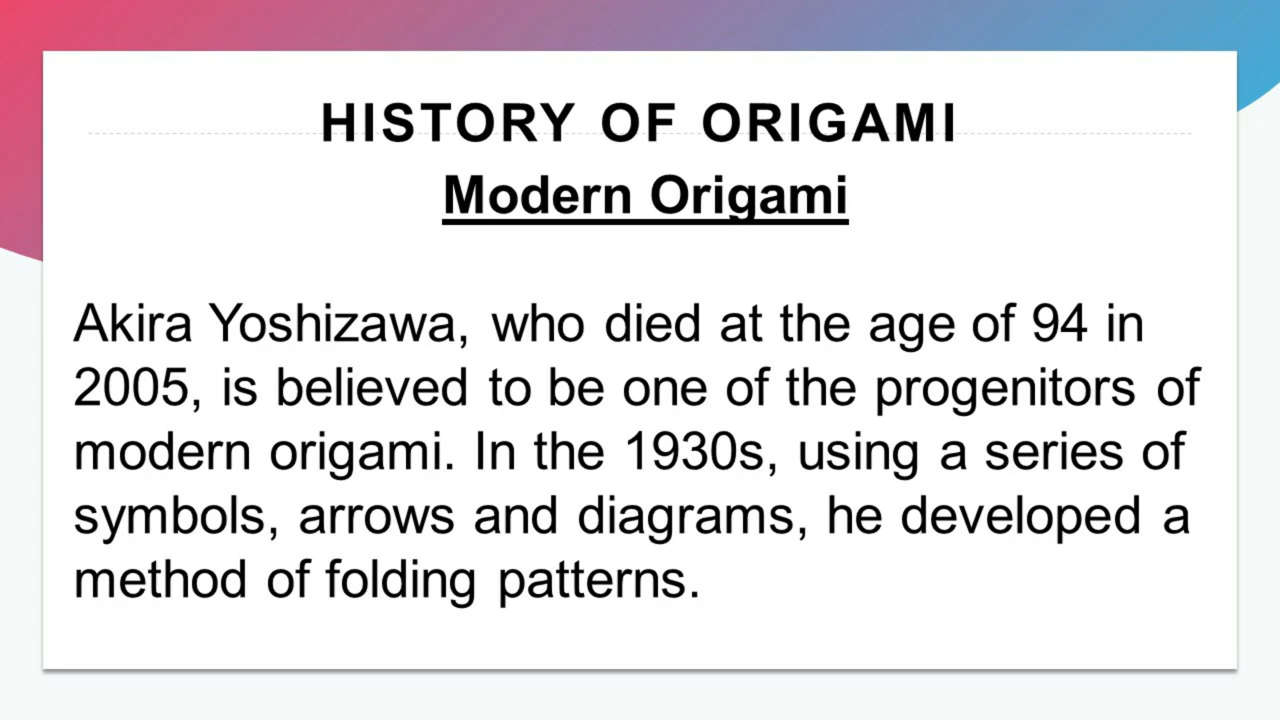 HISTORY OF ORIGAMI
Modern Origami
Akira Yoshizawa, who died at the age of 94 in
2005, is believed to be one of the progenitors of
modern origami. In the 1930s, using a series of
symbols, arrows and diagrams, he developed a
method of folding patterns.